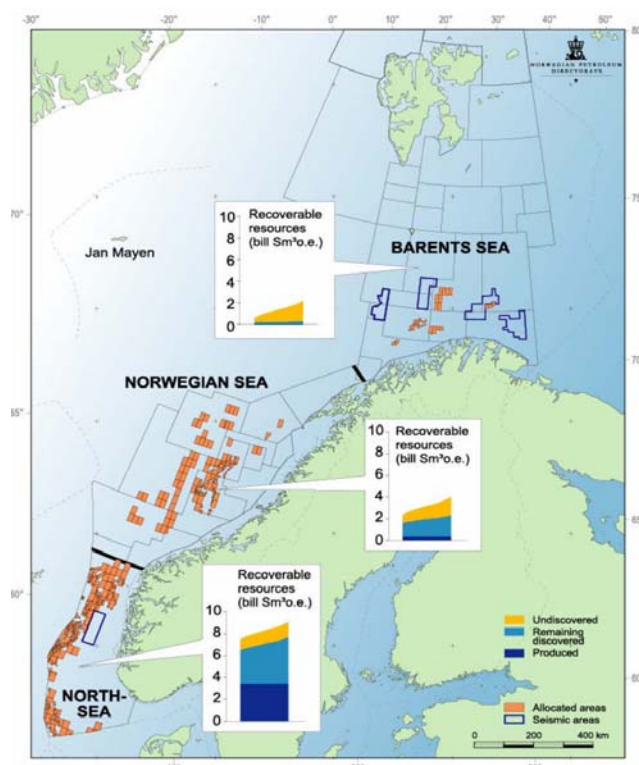 -30° -20° -10° 0° 10° 20° 30° 40° 50°
80
NORWEGIAN PETROLEUM
DIRECTORATE
75°
70°
Jan Mayen
Recoverable
resources
(bill Sm³o.e.)
10
8
6
4
2
0
BARENTS SEA
70°
NORWEGIAN SEA
65°
Recoverable
resources
(bill Sm³o.e.)
10
8
6
4
2
0
60°
Recoverable
resources
(bill Sm³o.e.)
10
8
6
4
2
0
NORTH-
SEA
Undiscovered
Remaining
discovered
Produced
60
Allocated areas
Seismic areas
0 200 400 km